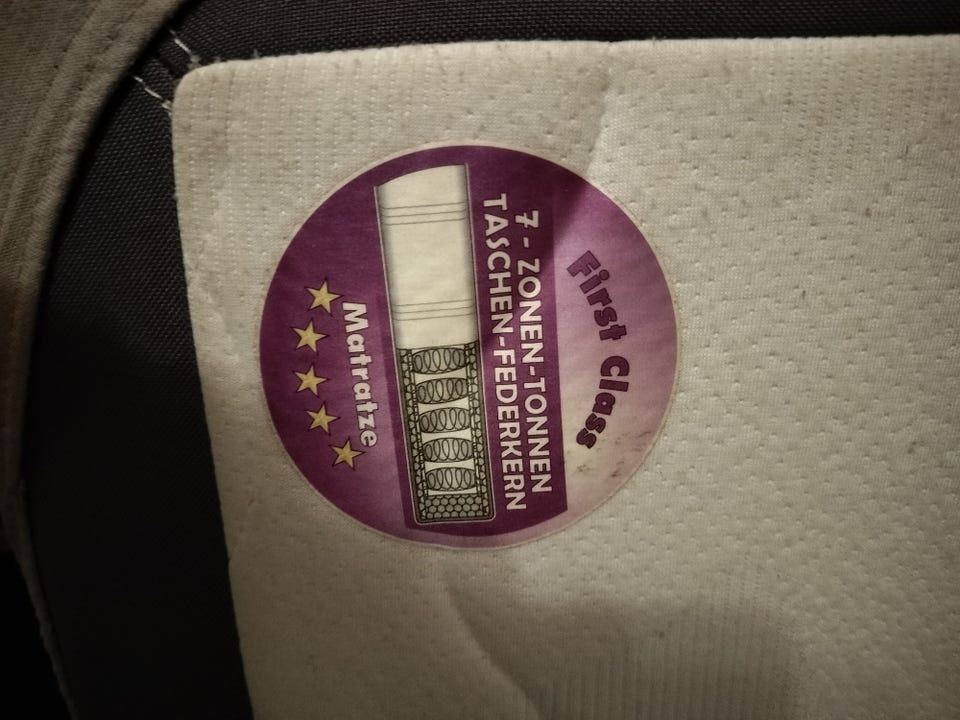 First Class
7 - ZONEN-TONNEN
TASCHEN-FEDERKERN
Matratze